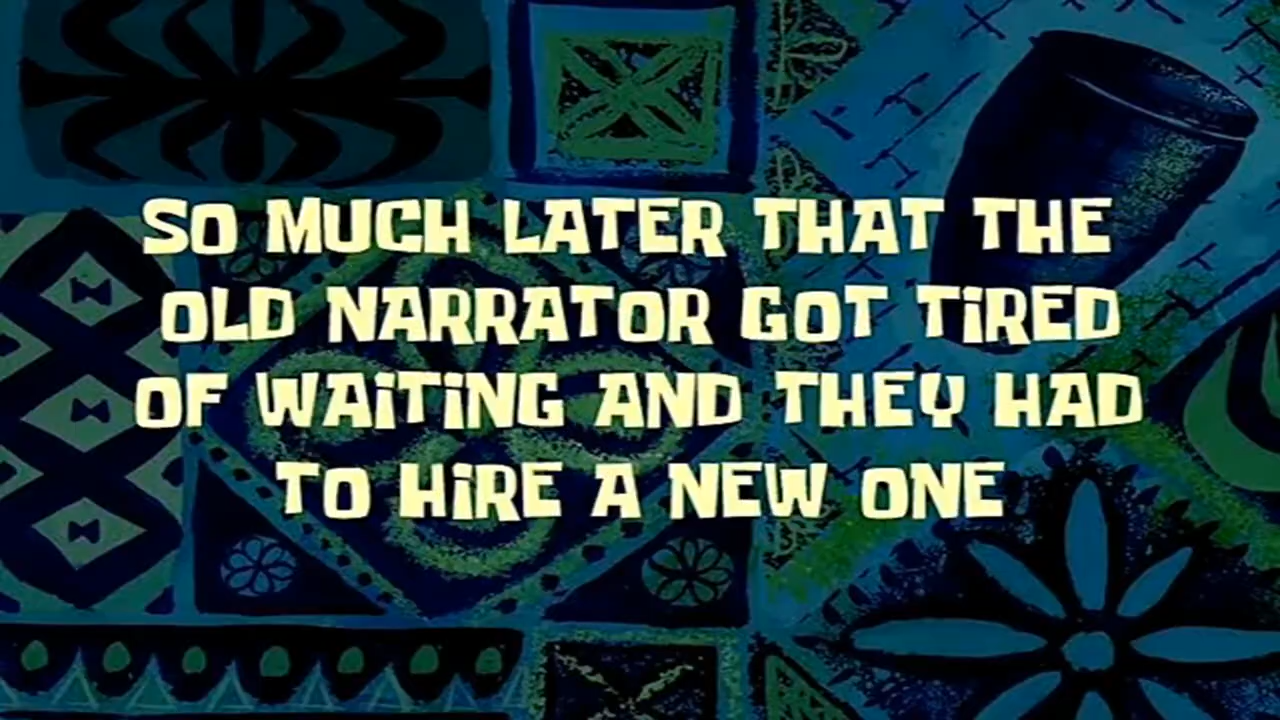 SO MUCH LATER THAT THE
OLD NARRATOR GOT TiRED
OF WAiTiNG AND THEY HAD
TO HiRE A NEW ONE